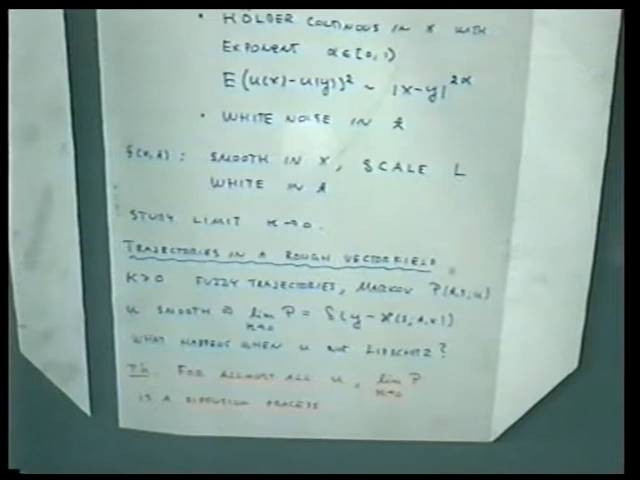 • HÖLDER CONTINOUS IN X WITH
EXPONENT α∈[0,1)
E(u(x)-u(y))² ~ |x-y|^2α
• WHITE NOISE IN t
f(x,t): SMOOTH IN X, SCALE L
WHITE IN t
STUDY LIMIT K→0.
TRAJECTORIES IN A ROUGH VECTORFIELD
K>0 FUZZY TRAJECTORIES, MARKOV
u SMOOTH ⇒ lim K→0 P = δ(y-x(s;t,x))
WHAT HAPPENS WHEN u NOT LIPSCHITZ?
Th. FOR ALMOST ALL u, lim K→0 P
IS A DIFFUSION PROCESS